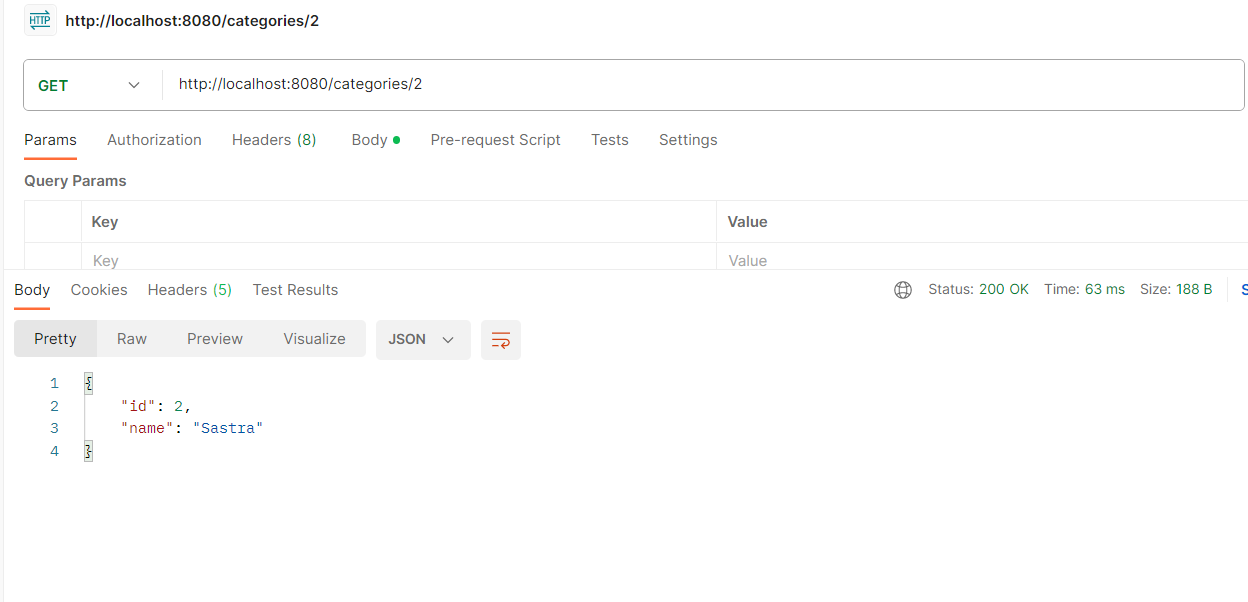 HTTP http://localhost:8080/categories/2
GET http://localhost:8080/categories/2
Params Authorization Headers (8) Body Pre-request Script Tests Settings
Query Params
Key Value
Key Value
Body Cookies Headers (5) Test Results Status: 200 OK Time: 63 ms Size: 188 B S
Pretty Raw Preview Visualize JSON
1 {
2 "id": 2,
3 "name": "Sastra"
4 }